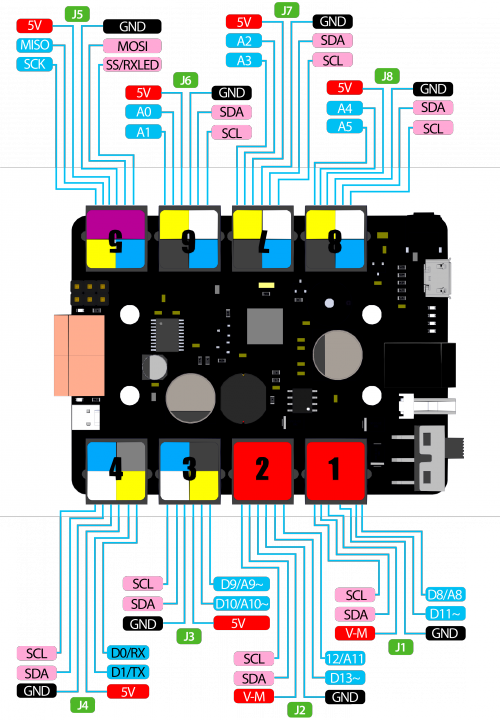 J5
5V GND
MISO MOSI
SCK SS/RXLED
J6
5V GND
A0 SDA
A1 SCL
J7
5V GND
A2 SDA
A3 SCL
J8
5V GND
A4 SDA
A5 SCL
5 6 7 8
4 3 2 1
SCL D0/RX
SDA D1/TX
GND 5V
J4
SCL D9/A9~
SDA D10/A10~
GND 5V
J3
SCL 12/A11
SDA D13~
V-M GND
J2
SCL D8/A8
SDA D11~
V-M GND
J1